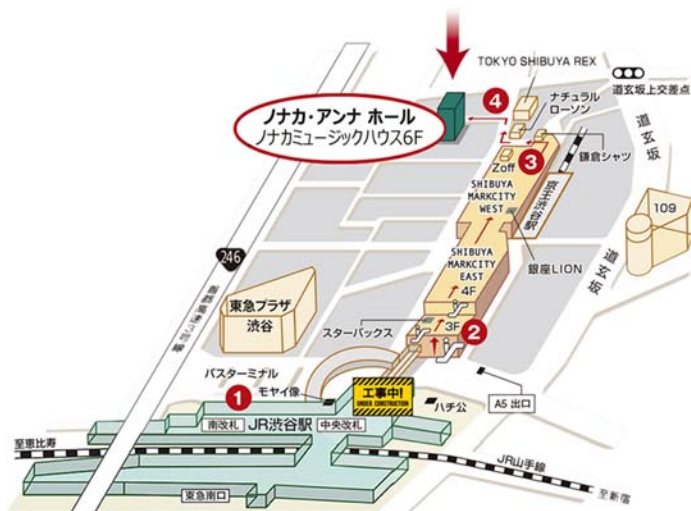 TOKYO SHIBUYA REX
道玄坂上交差点
4
ナチュラル
ローソン
ノナカ・アンナ ホール
ノナカミュージックハウス6F
鎌倉シャツ
3
Zoff
道玄坂
SHIBUYA
MARKCITY
WEST
京王渋谷駅
109
246
銀座LION
道玄坂
SHIBUYA
MARKCITY
EAST
4F
首都高速3号線
東急プラザ
渋谷
スターバックス
3F
2
バスターミナル
1
モヤイ像
工事中!
UNDER CONSTRUCTION
A5 出口
ハチ公
南改札
JR渋谷駅
中央改札
至恵比寿
JR山手線
東急南口
至新宿